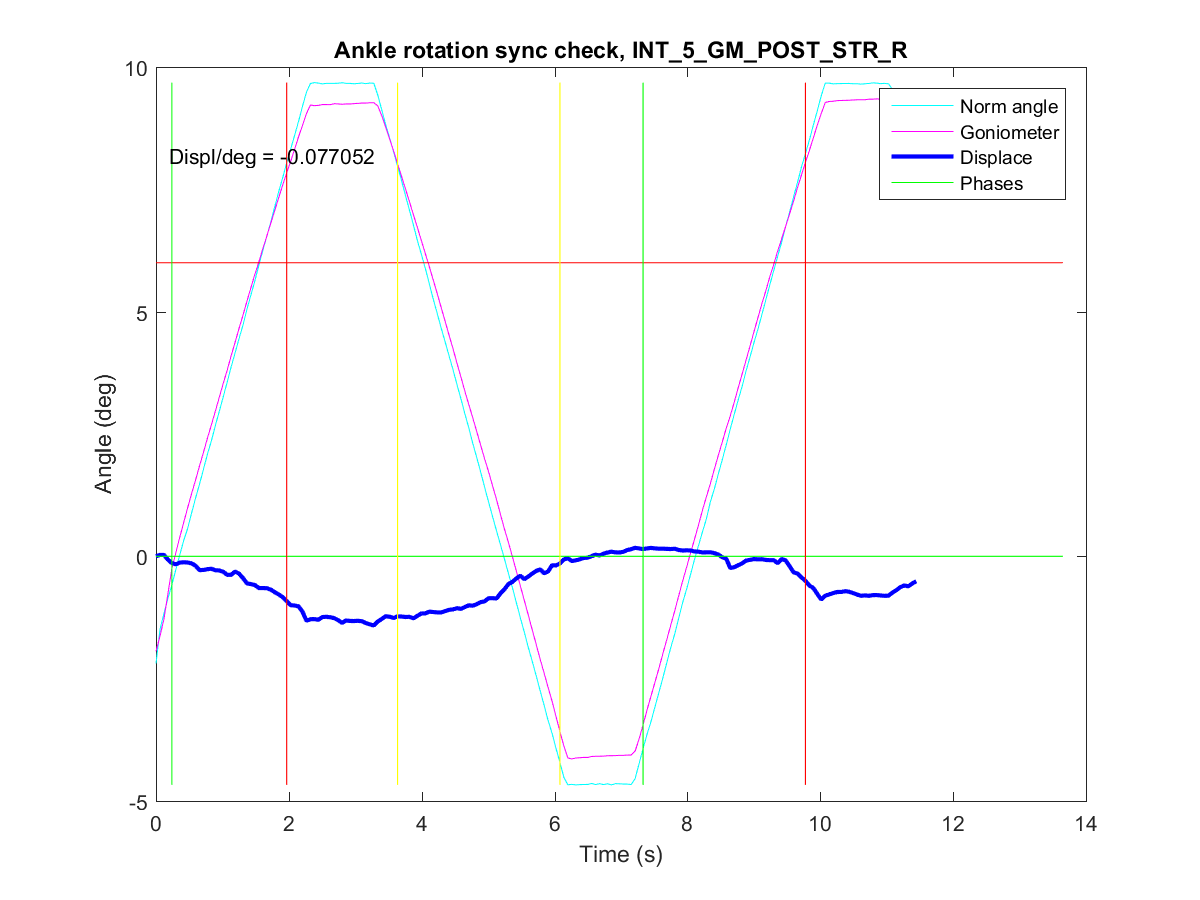 Ankle rotation sync check, INT_5_GM_POST_STR_R
10
5
0
-5
Angle (deg)
Displ/deg = -0.077052
Norm angle
Goniometer
Displace
Phases
0 2 4 6 8 10 12 14
Time (s)